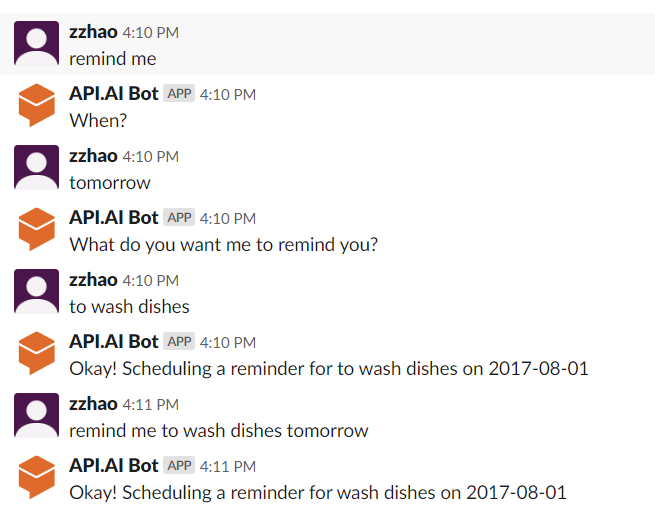 zzhao 4:10 PM
remind me
API.AI Bot APP 4:10 PM
When?
zzhao 4:10 PM
tomorrow
API.AI Bot APP 4:10 PM
What do you want me to remind you?
zzhao 4:10 PM
to wash dishes
API.AI Bot APP 4:10 PM
Okay! Scheduling a reminder for to wash dishes on 2017-08-01
zzhao 4:11 PM
remind me to wash dishes tomorrow
API.AI Bot APP 4:11 PM
Okay! Scheduling a reminder for wash dishes on 2017-08-01